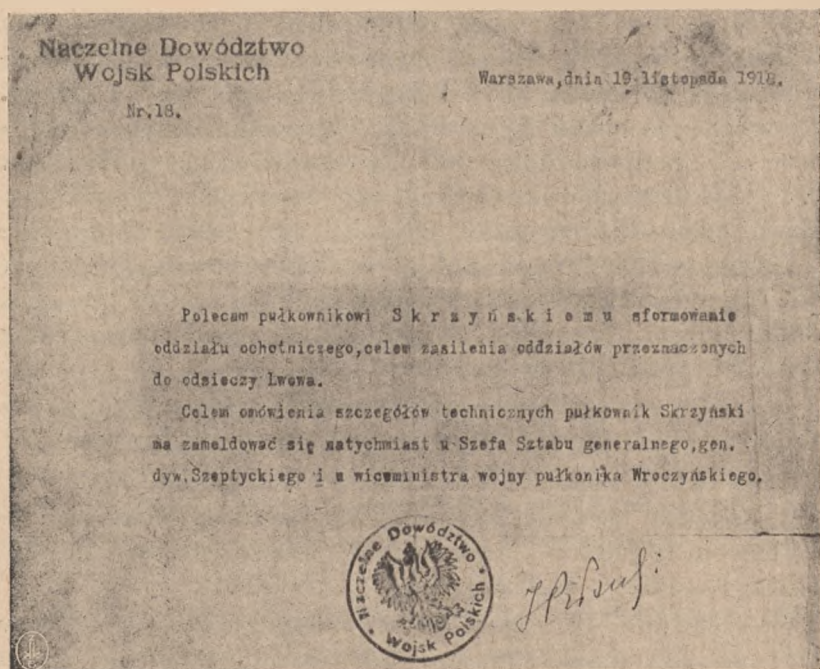 Naczelne Dowództwo
Wojsk Polskich
Warszawa,dnia 19 listopada 1918.
Nr.18.
Polecam pułkownikowi S k r z y ń s k i e m u sformowanie
oddziału ochotniczego,celem zasilenia oddziałów przeznaczonych
do odsieczy Lwowa.
Celem omówienia szczegółów technicznych pułkownik Skrzyński
ma zameldować się natychmiast u Szefa Sztabu generalnego,gen.
dyw.Szeptyckiego i u wiceministra wojny pułkonika Wroczyńskiego.
Naczelne Dowództwo
Wojsk Polskich